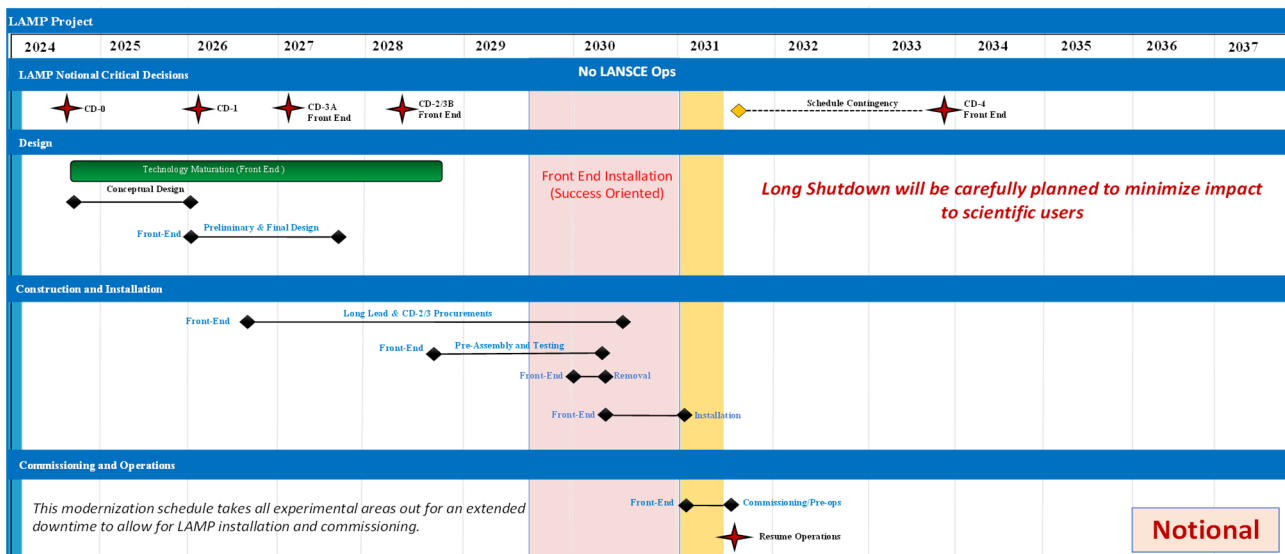 LAMP Project
2024 2025 2026 2027 2028 2029 2030 2031 2032 2033 2034 2035 2036 2037
LAMP Notional Critical Decisions
No LANSCE Ops
CD-0
CD-1
CD-3A
Front End
CD-2/3B
Front End
Schedule Contingency
CD-4
Front End
Design
Technology Maturation (Front End )
Conceptual Design
Front-End
Preliminary & Final Design
Front End Installation
(Success Oriented)
Long Shutdown will be carefully planned to minimize impact
to scientific users
Construction and Installation
Front-End
Long Lead & CD-2/3 Procurements
Front-End
Pre-Assembly and Testing
Front-End
Removal
Front-End
Installation
Commissioning and Operations
This modernization schedule takes all experimental areas out for an extended
downtime to allow for LAMP installation and commissioning.
Front-End
Commissioning/Pre-ops
Resume Operations
Notional